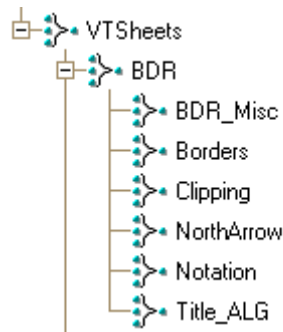 VTSheets
BDR
BDR_Misc
Borders
Clipping
NorthArrow
Notation
Title_ALG